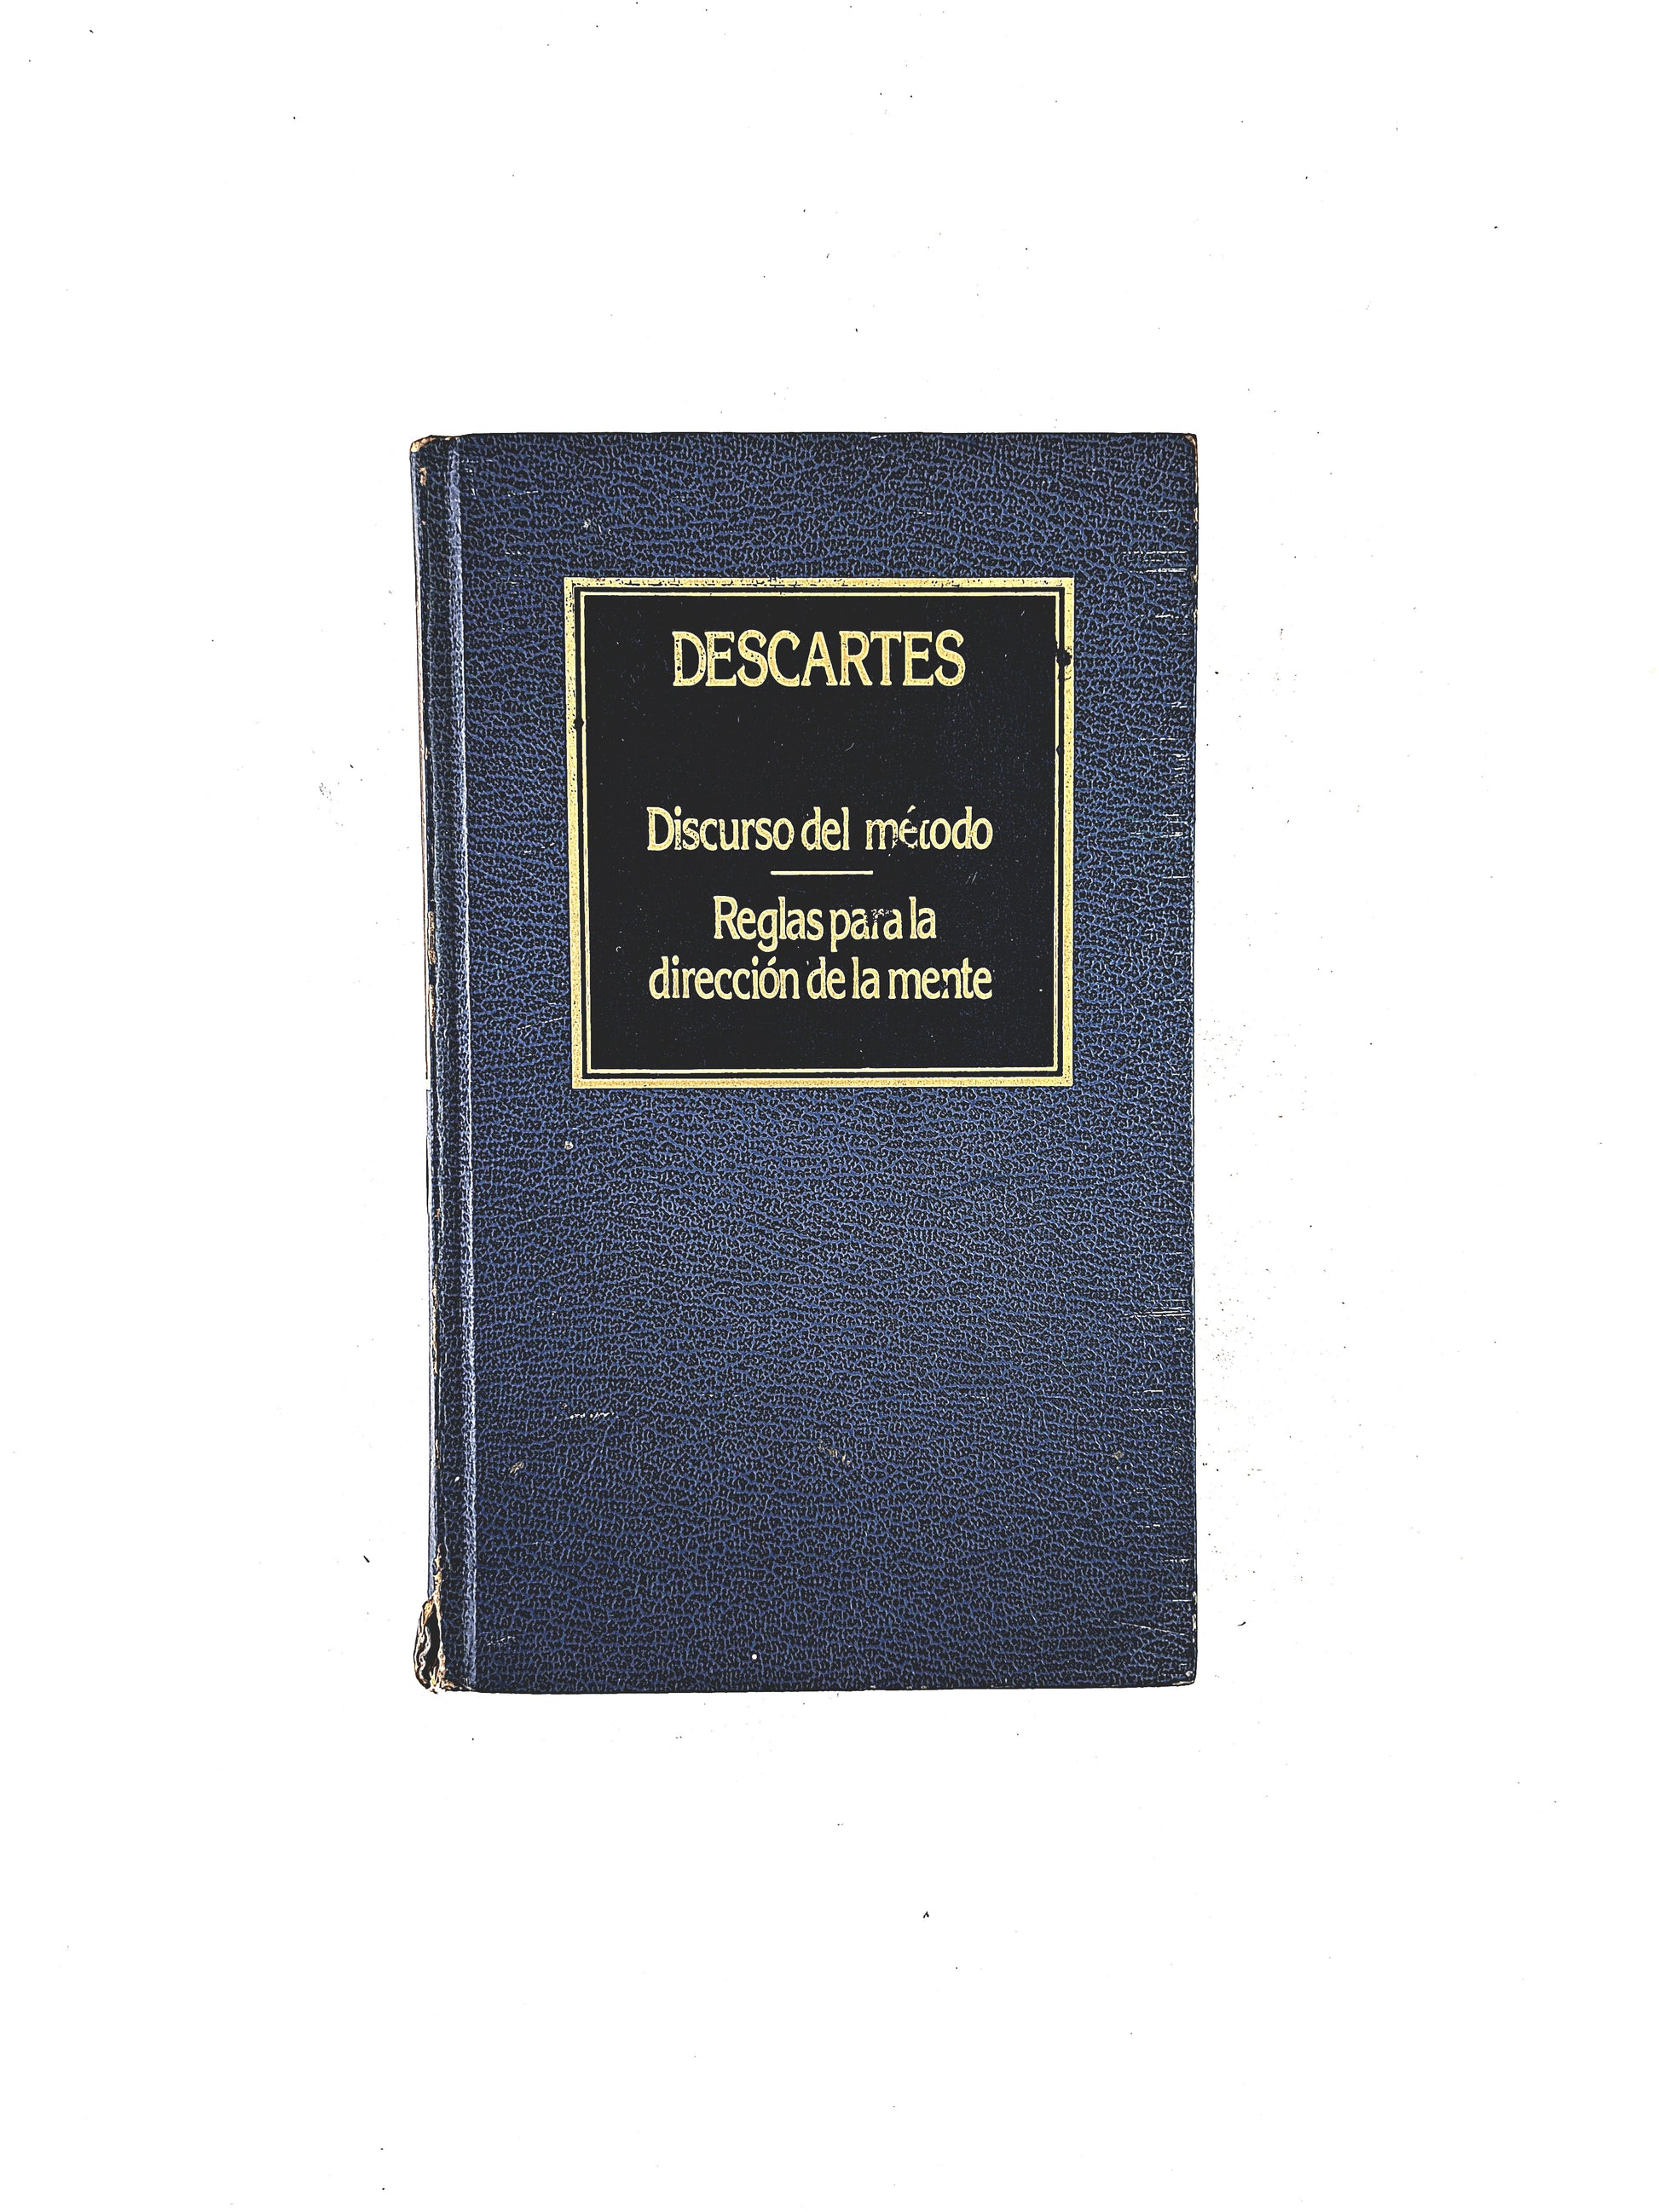 DESCARTES
Discurso del método
Reglas para la
dirección de la mente